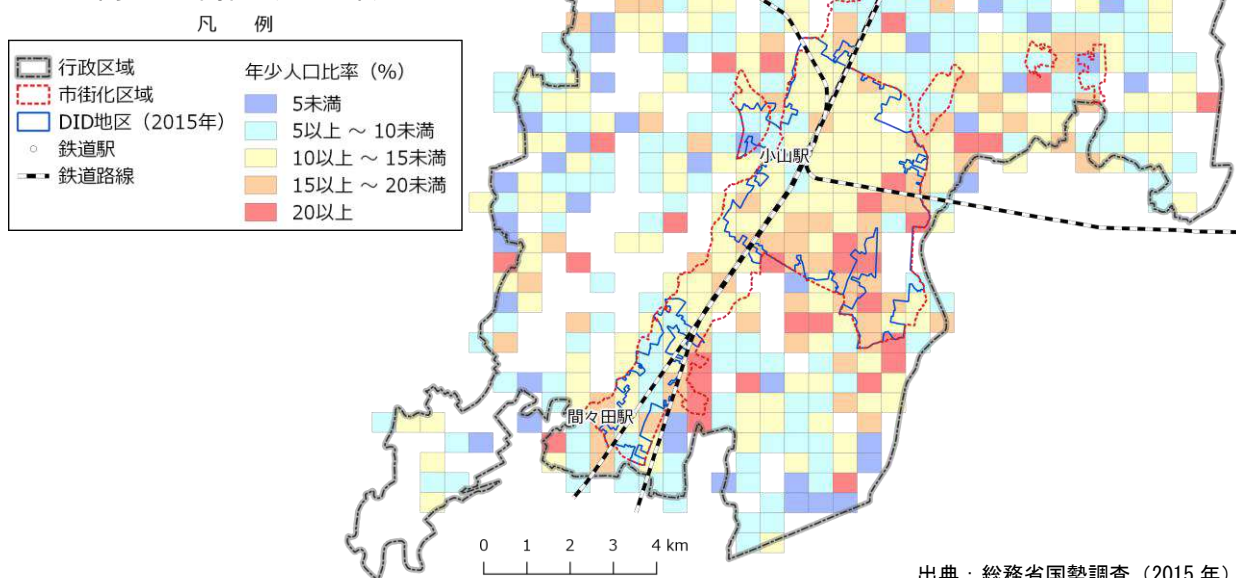 凡 例
行政区域
市街化区域
DID地区（2015年）
鉄道駅
鉄道路線
年少人口比率（%）
5未満
5以上 ～ 10未満
10以上 ～ 15未満
15以上 ～ 20未満
20以上
小山駅
間々田駅
0 1 2 3 4 km
出典：総務省国勢調査（2015 年）